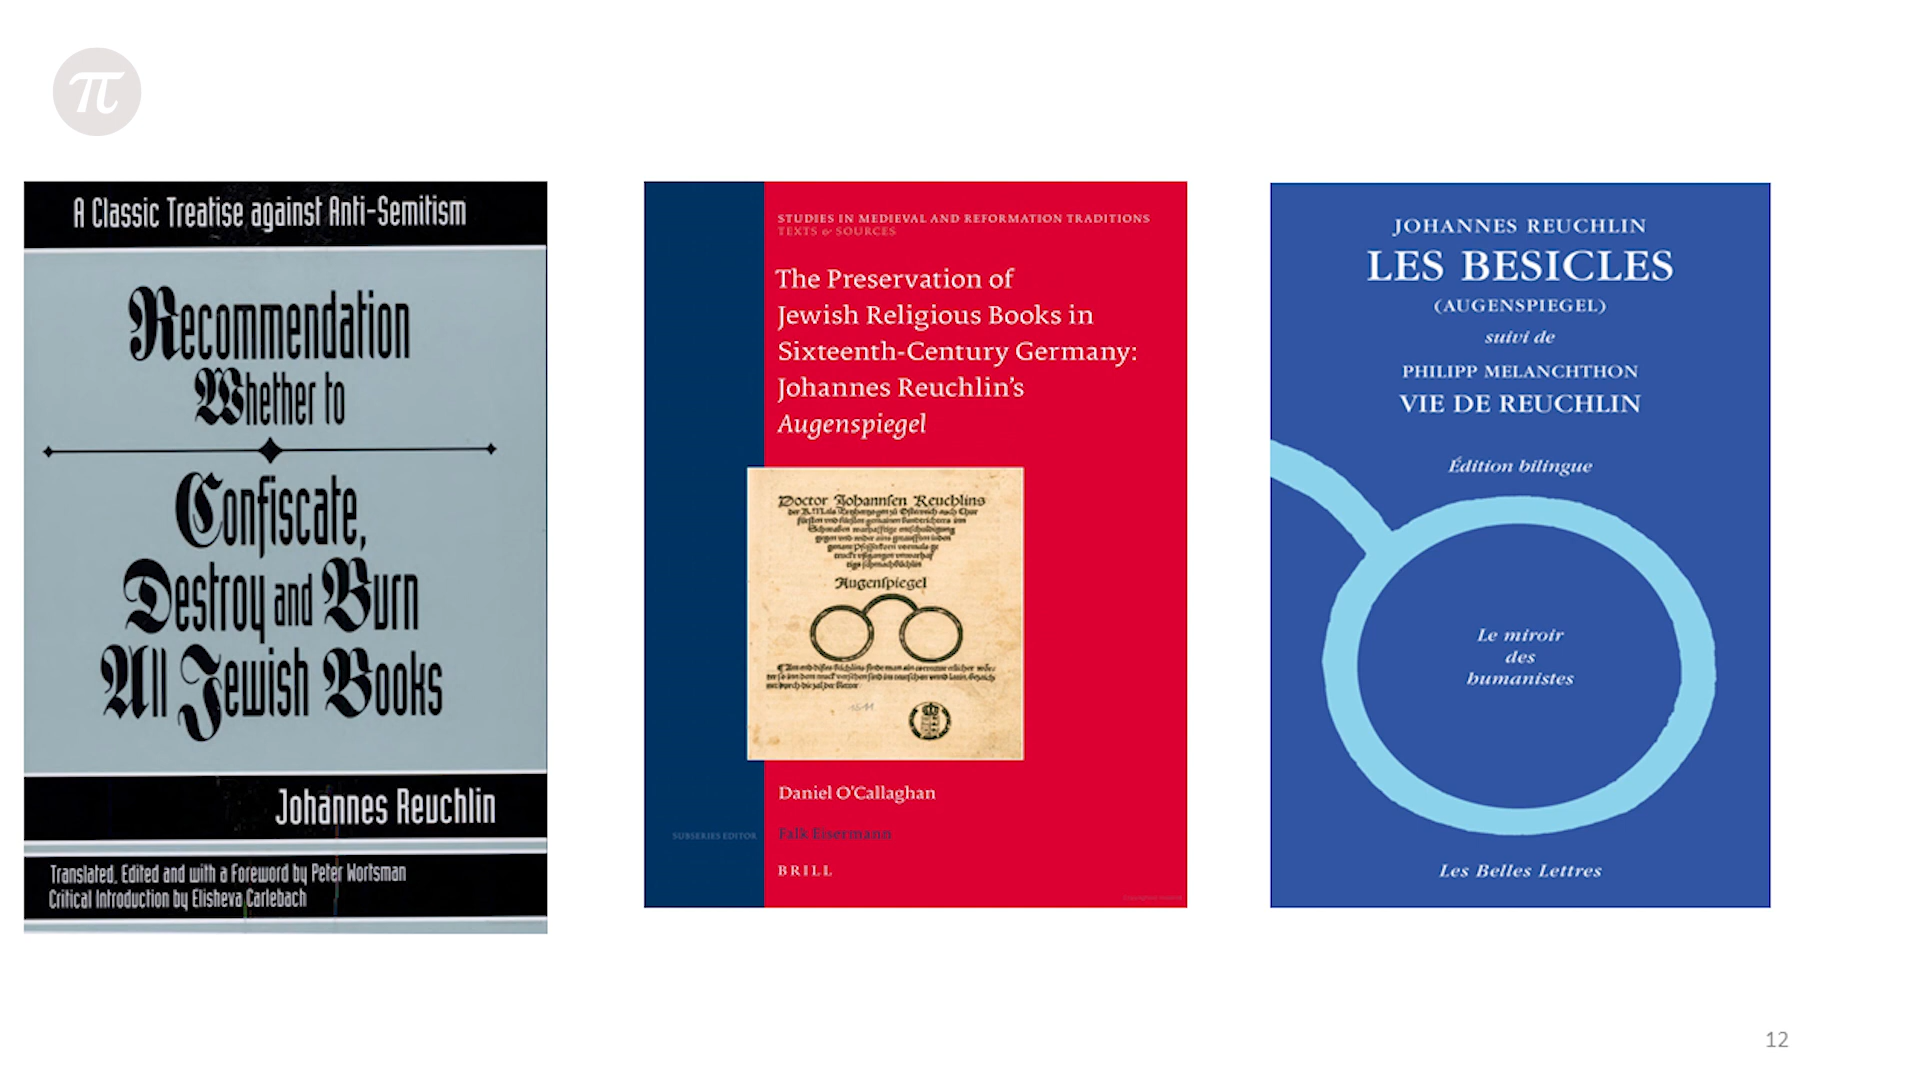 π
A Classic Treatise against Anti-Semitism
Recommendation
Whether to
Confiscate,
Destroy and Burn
All Jewish Books
Johannes Reuchlin
Translated, Edited and with a Foreword by Peter Wortsman
Critical Introduction by Elisheva Carlebach
STUDIES IN MEDIEVAL AND REFORMATION TRADITIONS
TEXTS & SOURCES
The Preservation of
Jewish Religious Books in
Sixteenth-Century Germany:
Johannes Reuchlin's
Augenspiegel
Doctor Johannsen Reuchlins
Augenspiegel
Daniel O'Callaghan
SUBSERIES EDITOR Falk Eisermann
BRILL
JOHANNES REUCHLIN
LES BESICLES
(AUGENSPIEGEL)
suivi de
PHILIPP MELANCHTHON
VIE DE REUCHLIN
Édition bilingue
Le miroir
des
humanistes
Les Belles Lettres
12